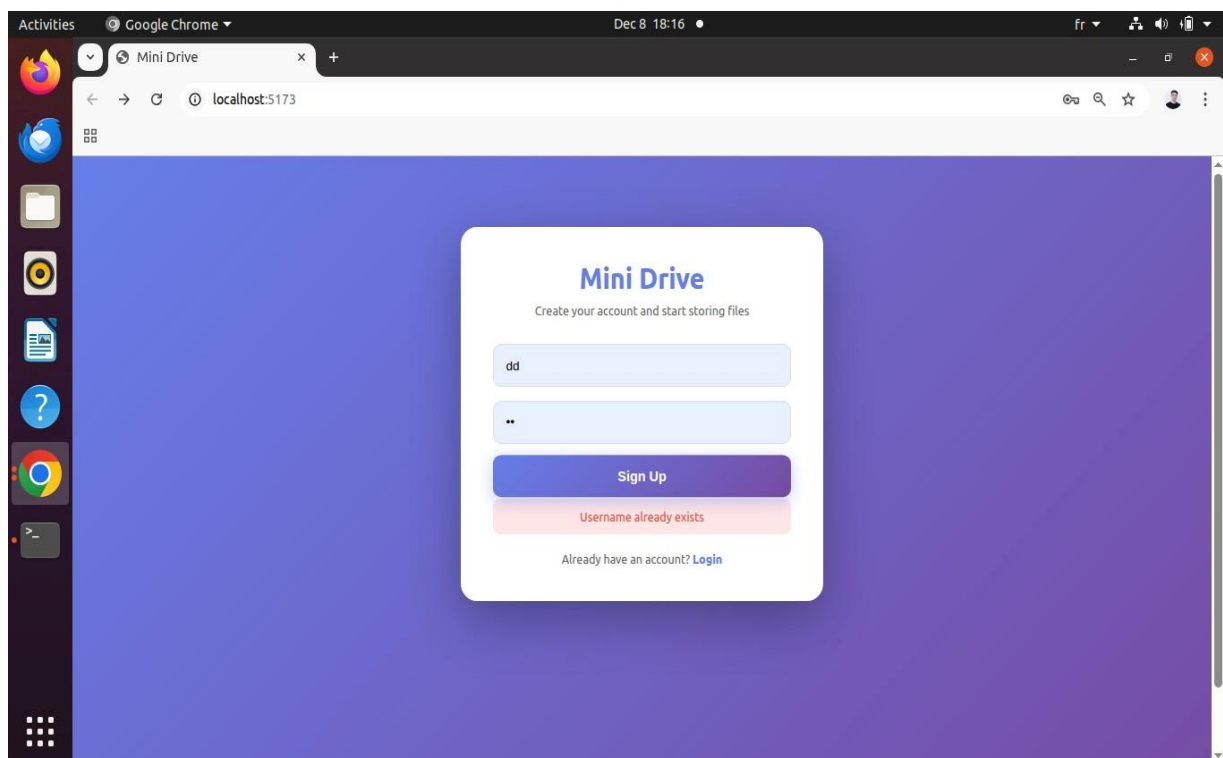 Activities Google Chrome Dec 8 18:16 fr
Mini Drive
localhost:5173
Mini Drive
Create your account and start storing files
dd
••
Sign Up
Username already exists
Already have an account? Login